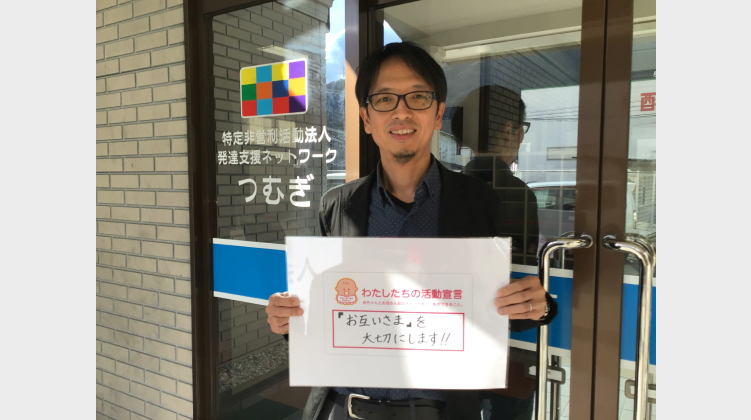 特定非営利活動法人
発達支援ネットワーク
つむぎ
わたしたちの活動宣言
『お互いさま』を
大切にします!!